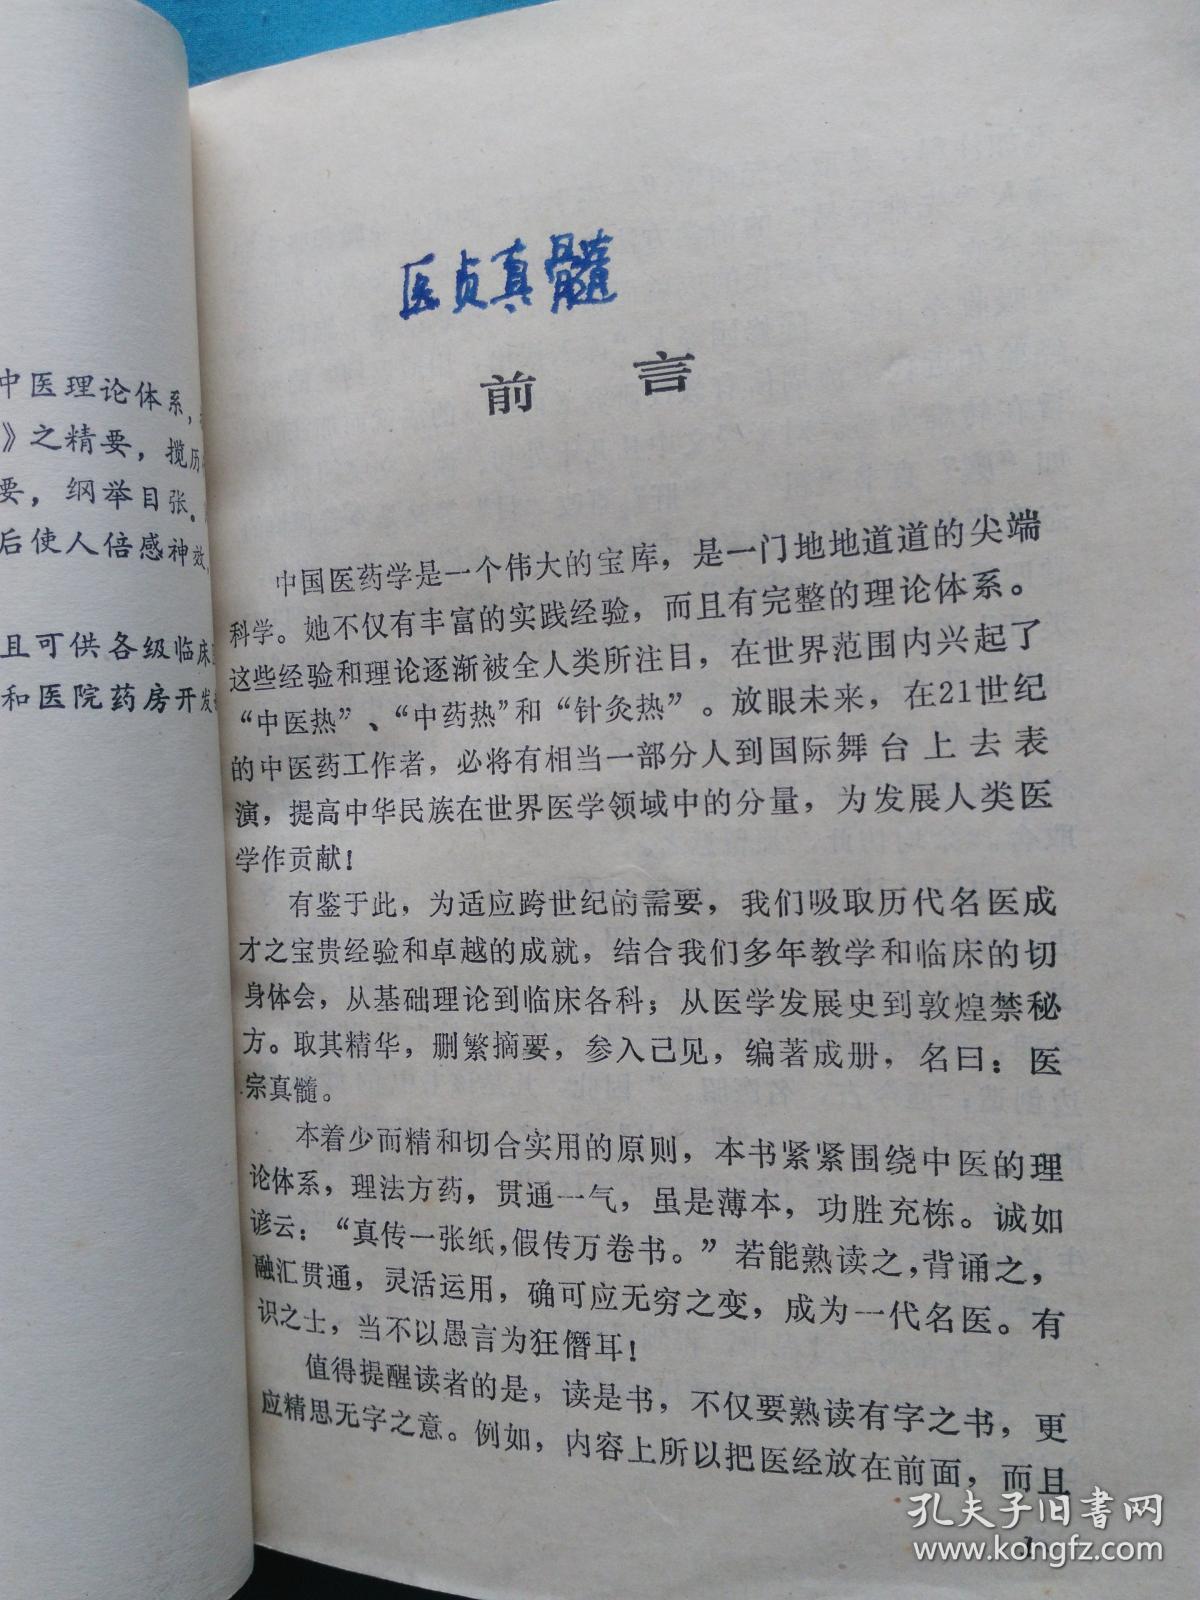 中医理论体系，
》之精要，揽历
要，纲举目张。
后使人倍感神效，
且可供各级临床
和医院药房开发
医贞真髓
前言
中国医药学是一个伟大的宝库，是一门地地道道的尖端
科学。她不仅有丰富的实践经验，而且有完整的理论体系。
这些经验和理论逐渐被全人类所注目，在世界范围内兴起了
“中医热”、“中药热”和“针灸热”。放眼未来，在21世纪
的中医药工作者，必将有相当一部分人到国际舞台上去表
演，提高中华民族在世界医学领域中的分量，为发展人类医
学作贡献！
有鉴于此，为适应跨世纪的需要，我们吸取历代名医成
才之宝贵经验和卓越的成就，结合我们多年教学和临床的切
身体会，从基础理论到临床各科；从医学发展史到敦煌禁秘
方。取其精华，删繁摘要，参入己见，编著成册，名曰：医
宗真髓。
本着少而精和切合实用的原则，本书紧紧围绕中医的理
论体系，理法方药，贯通一气，虽是薄本，功胜充栋。诚如
谚云：“真传一张纸，假传万卷书。”若能熟读之，背诵之，
融汇贯通，灵活运用，确可应无穷之变，成为一代名医。有
识之士，当不以愚言为狂僭耳！
值得提醒读者的是，读是书，不仅要熟读有字之书，更
应精思无字之意。例如，内容上所以把医经放在前面，而且
1
孔夫子旧书网
www.kongfz.com